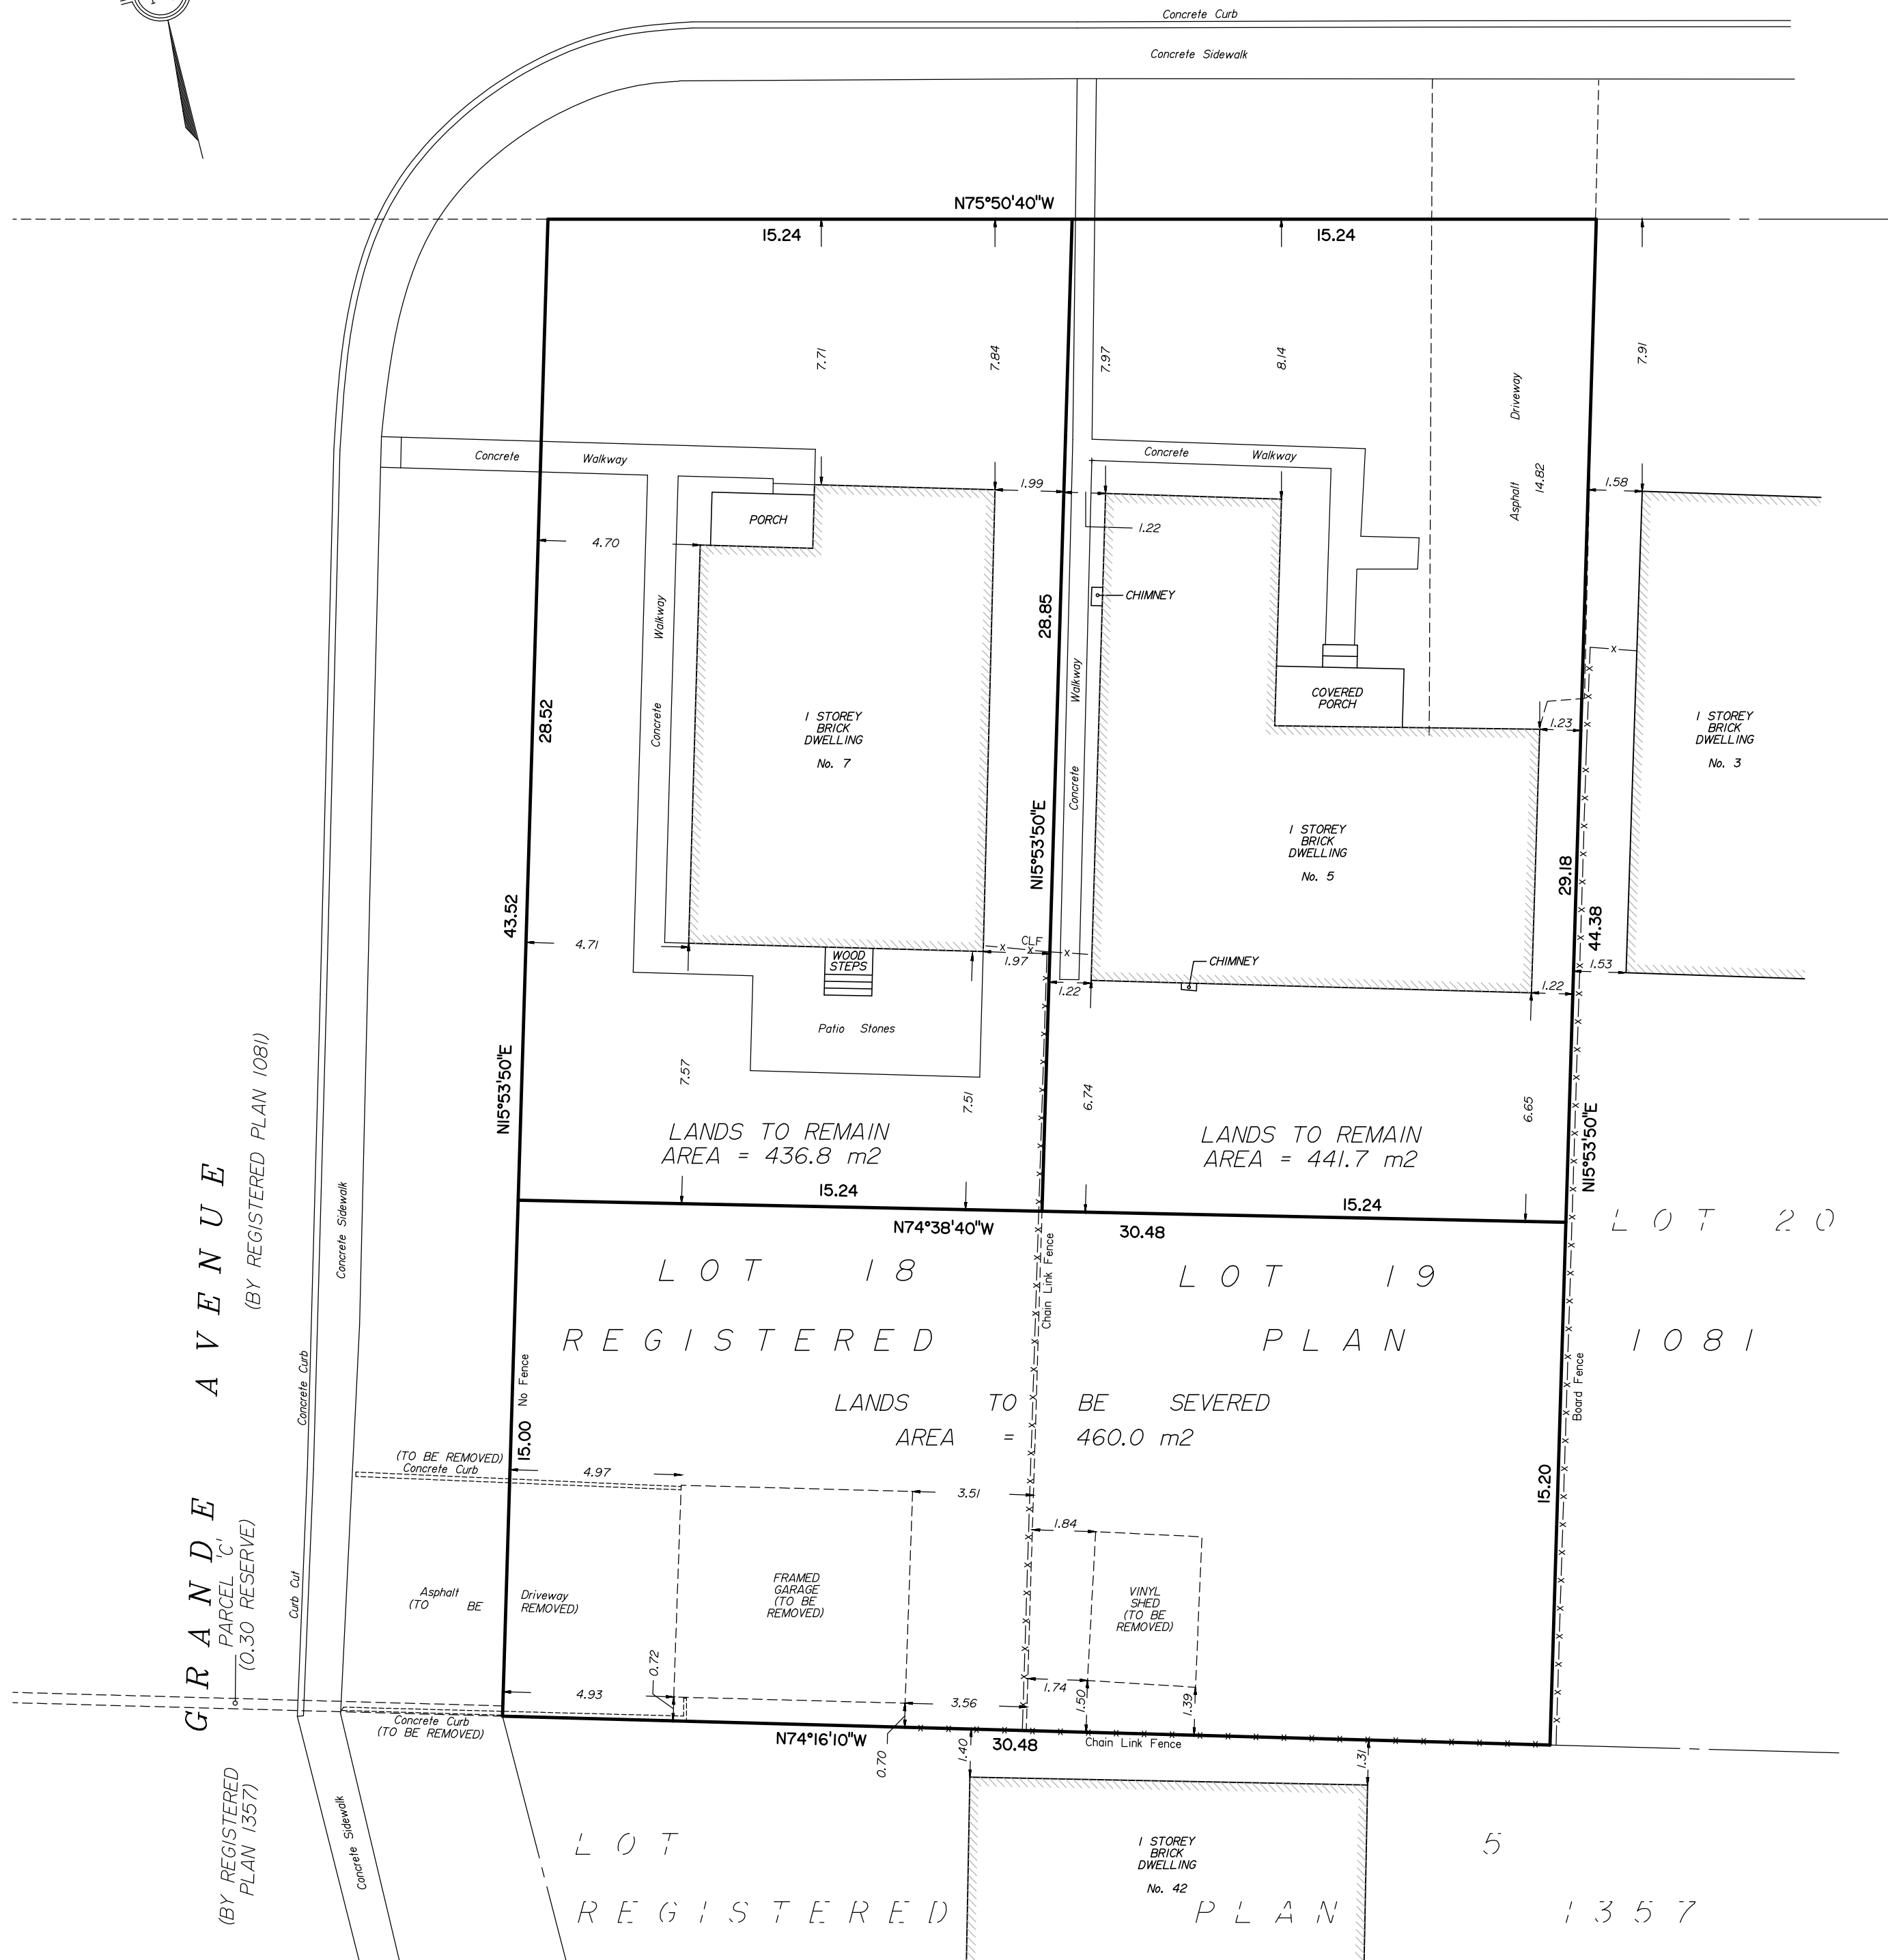 Concrete Curb
Concrete Sidewalk
N75°50'40"W
15.24
15.24
7.71
7.84
7.97
8.14
7.91
Asphalt Driveway
14.82
Concrete Walkway
Concrete Walkway
1.99
1.58
PORCH
1.22
4.70
CHIMNEY
28.85
Concrete Walkway
Concrete Walkway
COVERED
PORCH
28.52
1 STOREY
BRICK
DWELLING
No. 7
1.23
1 STOREY
BRICK
DWELLING
No. 3
N15°53'50"E
1 STOREY
BRICK
DWELLING
No. 5
29.18
43.52
44.38
4.71
CLF
WOOD
STEPS
1.97
CHIMNEY
1.53
1.22
1.22
Patio Stones
N15°53'50"E
7.57
7.51
6.74
6.65
N15°53'50"E
LANDS TO REMAIN
AREA = 436.8 m2
LANDS TO REMAIN
AREA = 441.7 m2
15.24
15.24
N74°38'40"W
30.48
GRANDE AVENUE
(BY REGISTERED PLAN 1081)
Concrete Sidewalk
Chain Link Fence
LOT 18
LOT 19
LOT 20
REGISTERED PLAN 1081
LANDS TO BE SEVERED
AREA = 460.0 m2
Concrete Curb
No Fence
Board Fence
15.00
(TO BE REMOVED)
Concrete Curb
4.97
3.51
15.20
1.84
PARCEL 'C'
(0.30 RESERVE)
Curb Cut
Asphalt Driveway
(TO BE REMOVED)
FRAMED
GARAGE
(TO BE
REMOVED)
VINYL
SHED
(TO BE
REMOVED)
0.72
4.93
3.56
1.74
1.50
1.39
Concrete Curb
(TO BE REMOVED)
N74°16'10"W
30.48
Chain Link Fence
0.70
1.40
1.31
(BY REGISTERED
PLAN 1357)
Concrete Sidewalk
1 STOREY
BRICK
DWELLING
No. 42
LOT 5
REGISTERED PLAN 1357